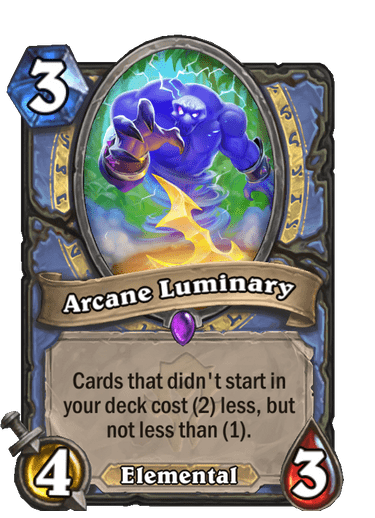 3
Arcane Luminary
Cards that didn't start in
your deck cost (2) less, but
not less than (1).
4
Elemental
3